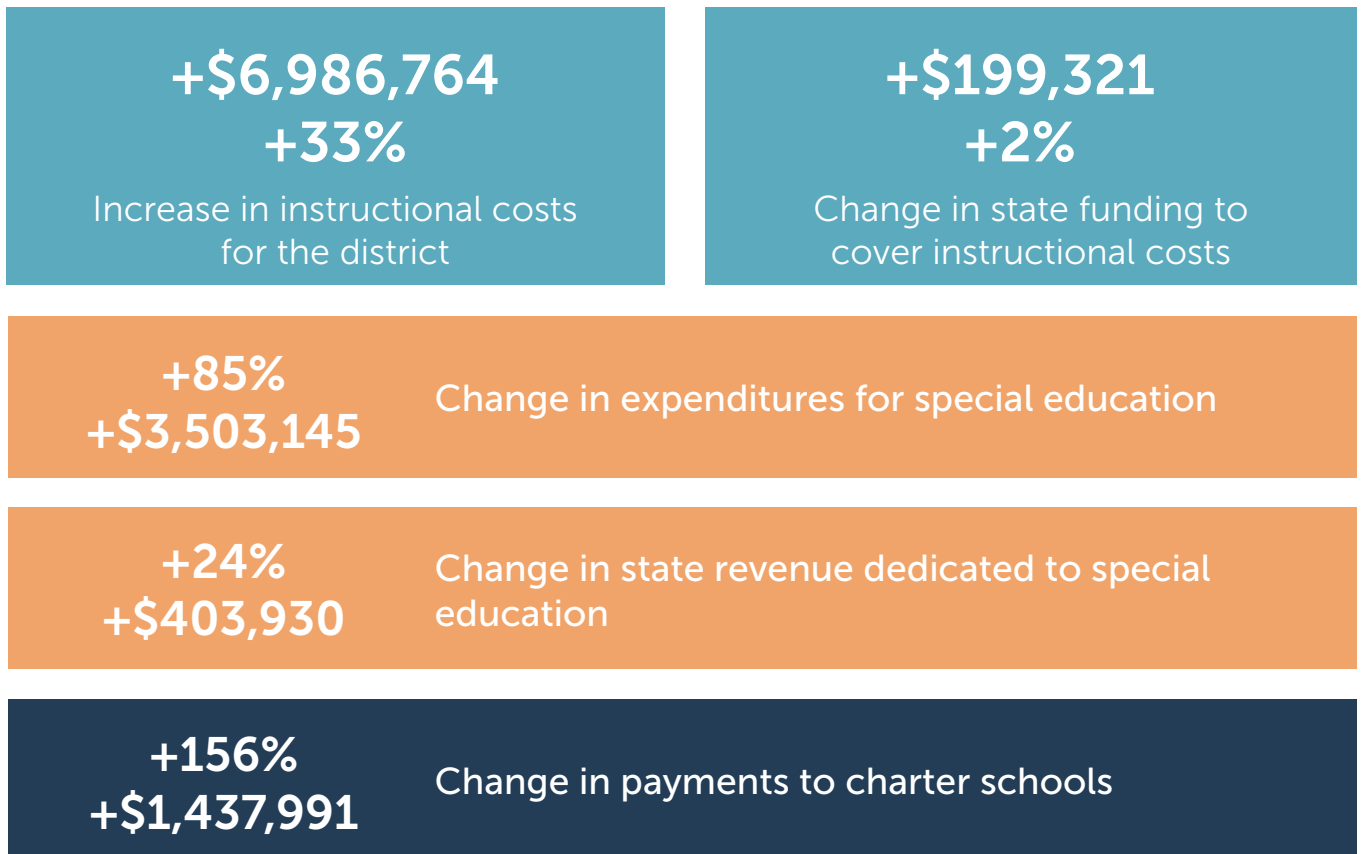 +$6,986,764
+33%
Increase in instructional costs
for the district
+$199,321
+2%
Change in state funding to
cover instructional costs
+85%
+$3,503,145
Change in expenditures for special education
+24%
+$403,930
Change in state revenue dedicated to special
education
+156%
+$1,437,991
Change in payments to charter schools